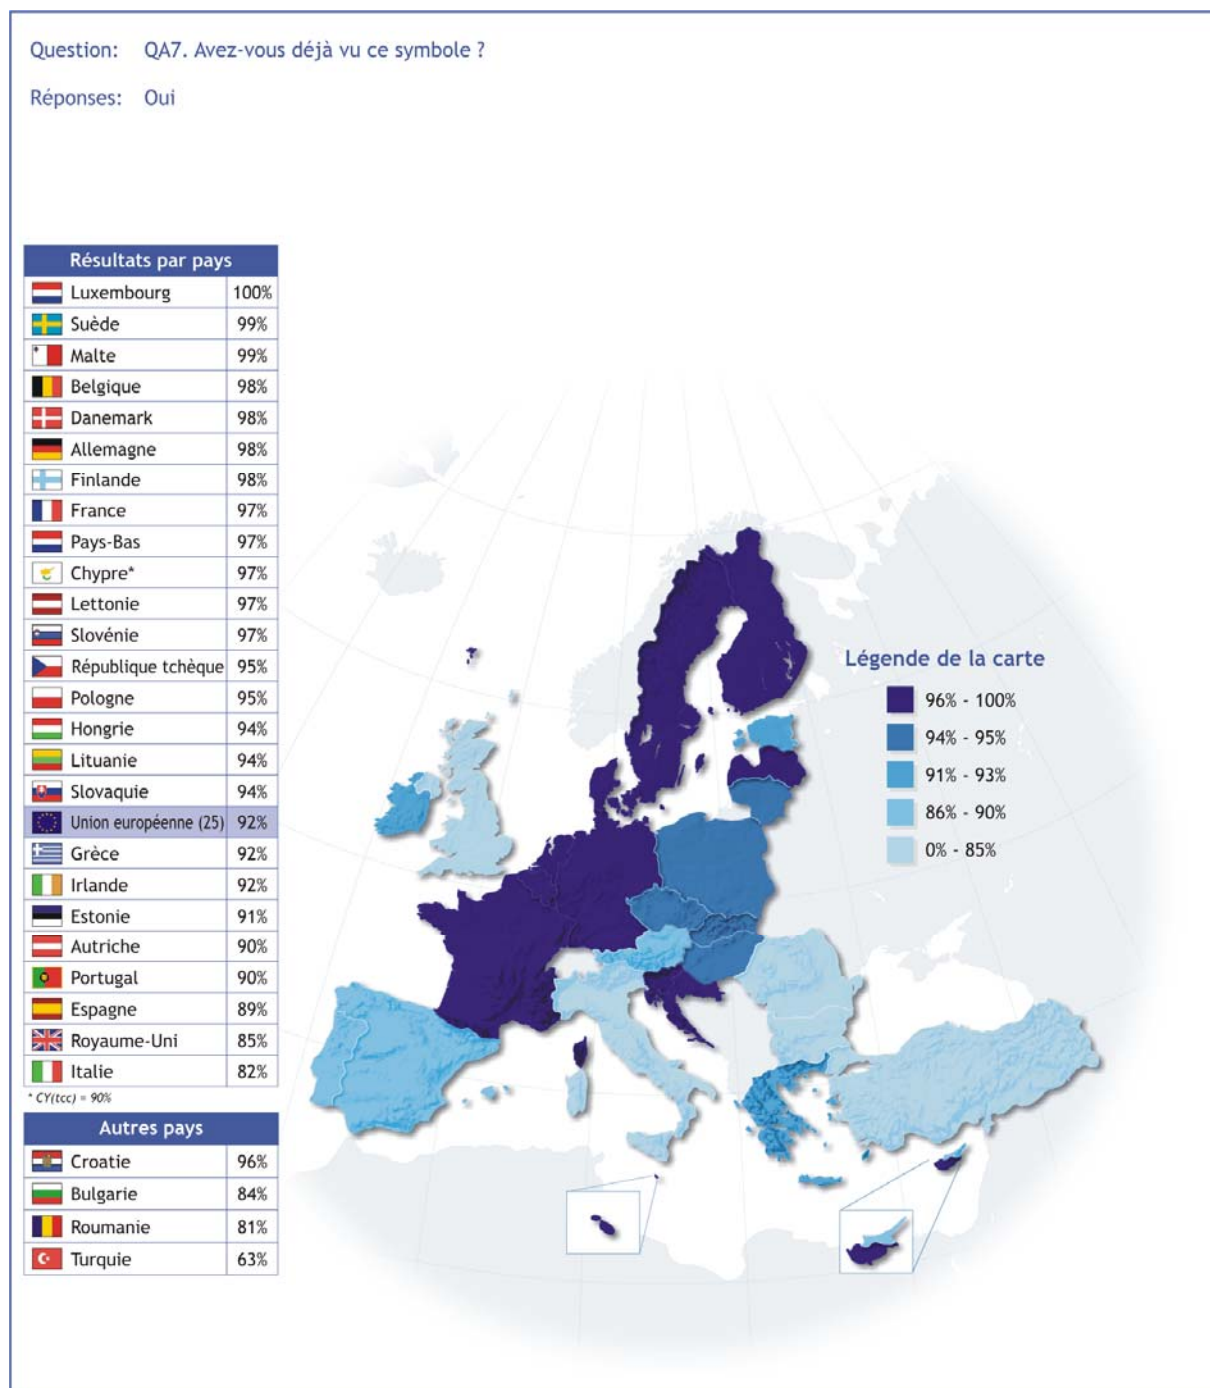 Question: QA7. Avez-vous déjà vu ce symbole ?
Réponses: Oui
Résultats par pays
Luxembourg 100%
Suède 99%
Malte 99%
Belgique 98%
Danemark 98%
Allemagne 98%
Finlande 98%
France 97%
Pays-Bas 97%
Chypre* 97%
Lettonie 97%
Slovénie 97%
République tchèque 95%
Pologne 95%
Hongrie 94%
Lituanie 94%
Slovaquie 94%
Union européenne (25) 92%
Grèce 92%
Irlande 92%
Estonie 91%
Autriche 90%
Portugal 90%
Espagne 89%
Royaume-Uni 85%
Italie 82%
* CY(tcc) = 90%
Autres pays
Croatie 96%
Bulgarie 84%
Roumanie 81%
Turquie 63%
Légende de la carte
96% - 100%
94% - 95%
91% - 93%
86% - 90%
0% - 85%